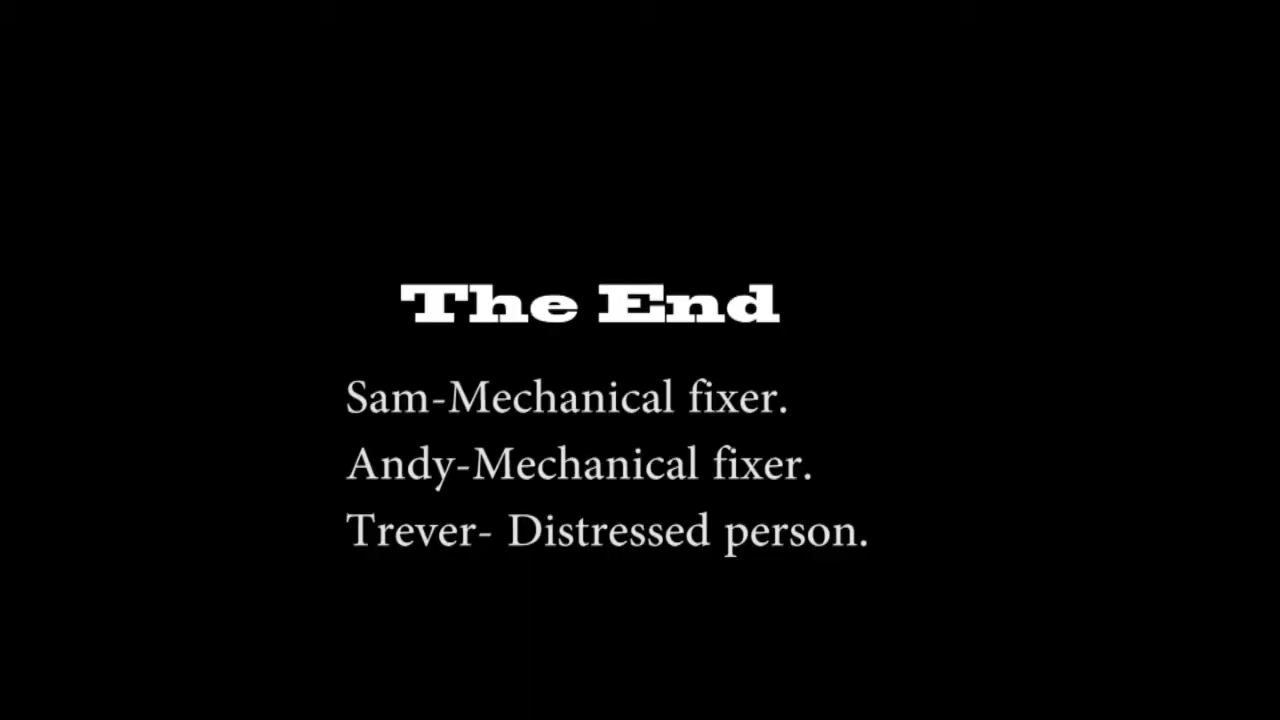 The End
Sam-Mechanical fixer.
Andy-Mechanical fixer.
Trever- Distressed person.